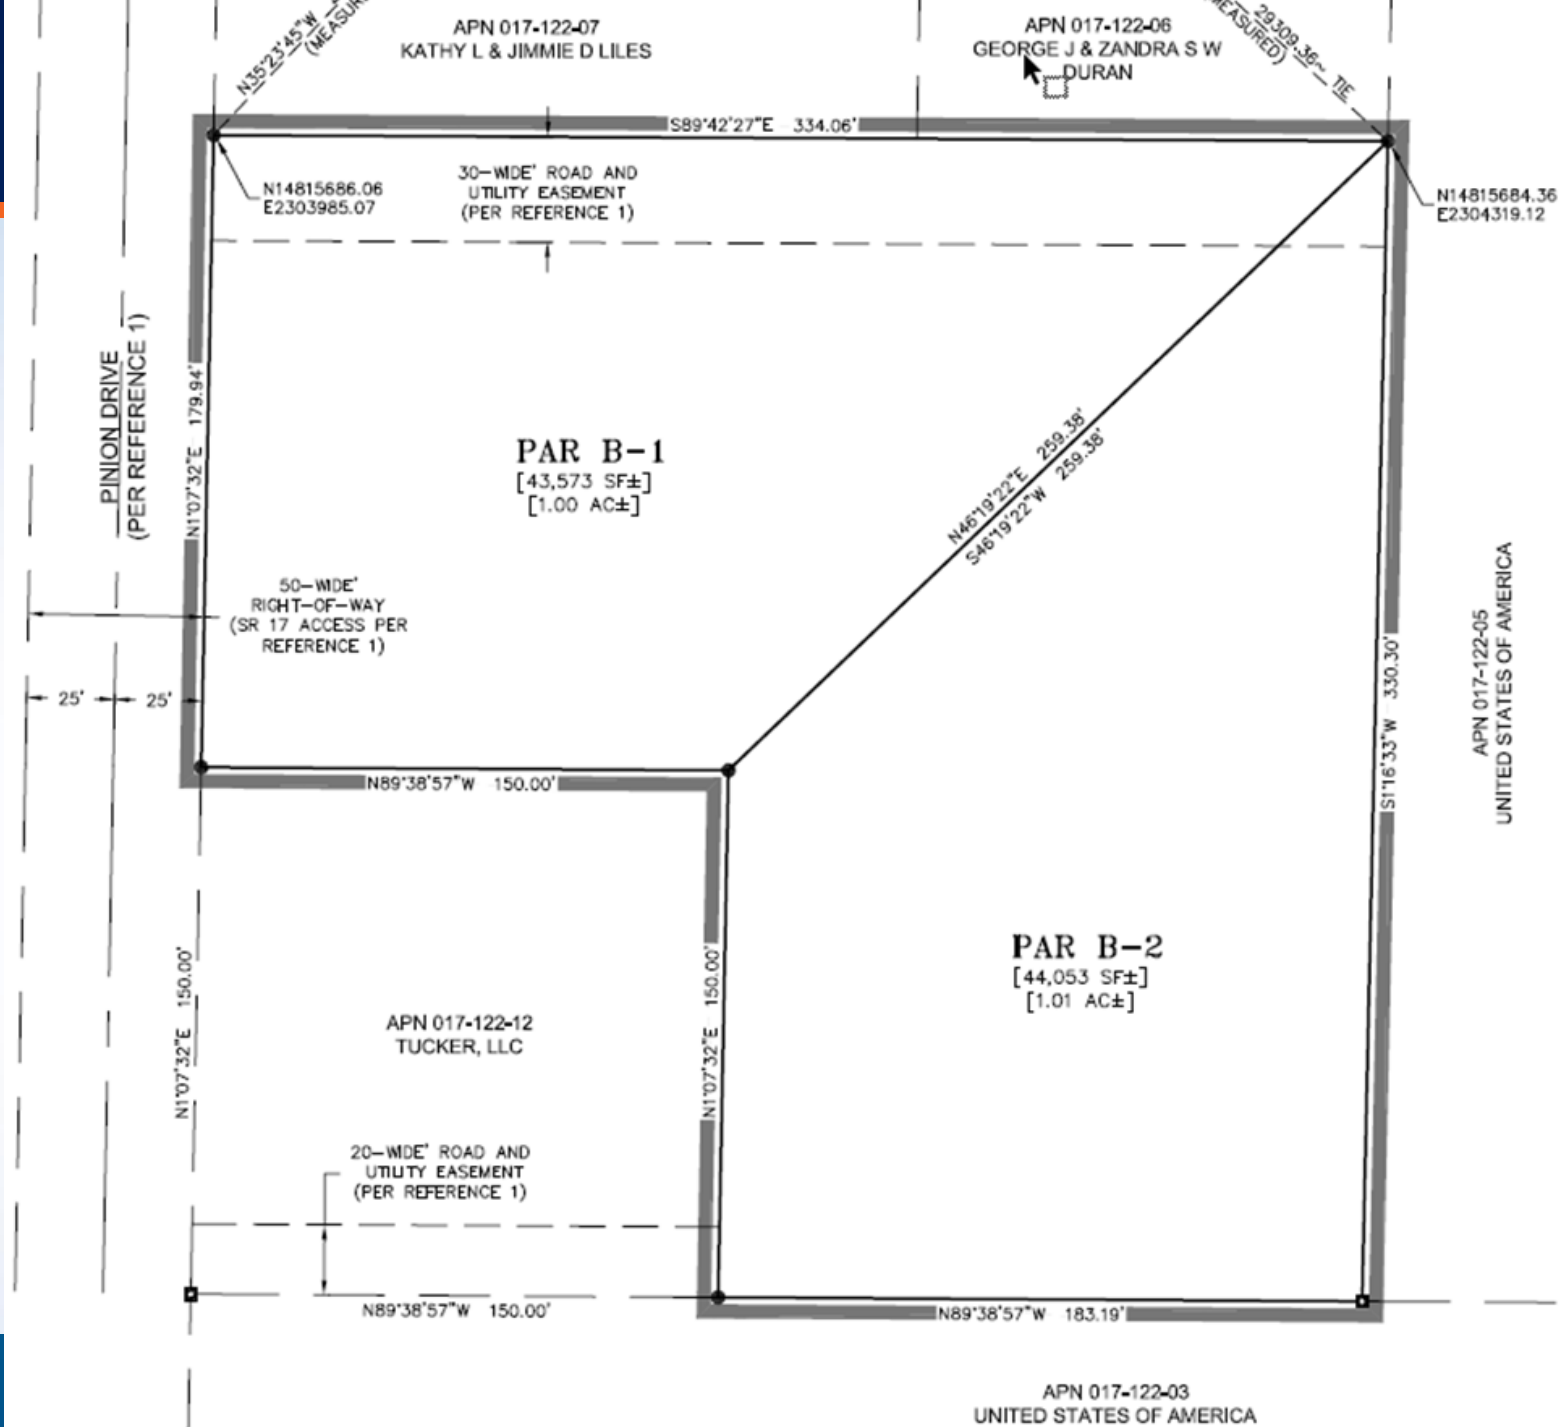 N35°23'45"W
(MEASUR
APN 017-122-07
KATHY L & JIMMIE D LILES
APN 017-122-06
GEORGE J & ZANDRA S W
DURAN
29309.36~ TIE
MEASURED)
S89°42'27"E 334.06'
N14815686.06
E2303985.07
30-WIDE' ROAD AND
UTILITY EASEMENT
(PER REFERENCE 1)
N14815684.36
E2304319.12
PINION DRIVE
(PER REFERENCE 1)
N1°07'32"E 179.94'
PAR B-1
[43,573 SF±]
[1.00 AC±]
N46°19'22"E 259.38'
S46°19'22"W 259.38'
50-WIDE'
RIGHT-OF-WAY
(SR 17 ACCESS PER
REFERENCE 1)
25'
25'
S1°16'33"W 330.30'
APN 017-122-05
UNITED STATES OF AMERICA
N89°38'57"W 150.00'
N1°07'32"E 150.00'
N1°07'32"E 150.00'
PAR B-2
[44,053 SF±]
[1.01 AC±]
APN 017-122-12
TUCKER, LLC
20-WIDE' ROAD AND
UTILITY EASEMENT
(PER REFERENCE 1)
N89°38'57"W 150.00'
N89°38'57"W 183.19'
APN 017-122-03
UNITED STATES OF AMERICA